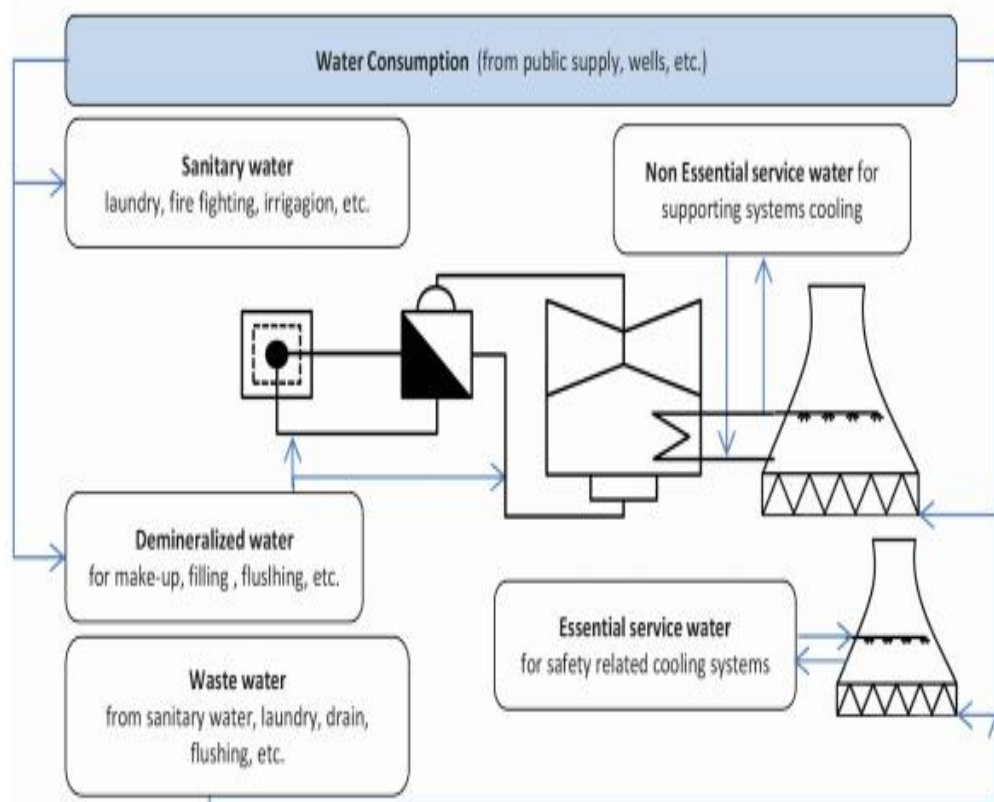 Water Consumption (from public supply, wells, etc.)
Sanitary water
laundry, fire fighting, irrigagion, etc.
Non Essential service water for
supporting systems cooling
Demineralized water
for make-up, filling , fluslhing, etc.
Essential service water
for safety related cooling systems
Waste water
from sanitary water, laundry, drain,
flushing, etc.